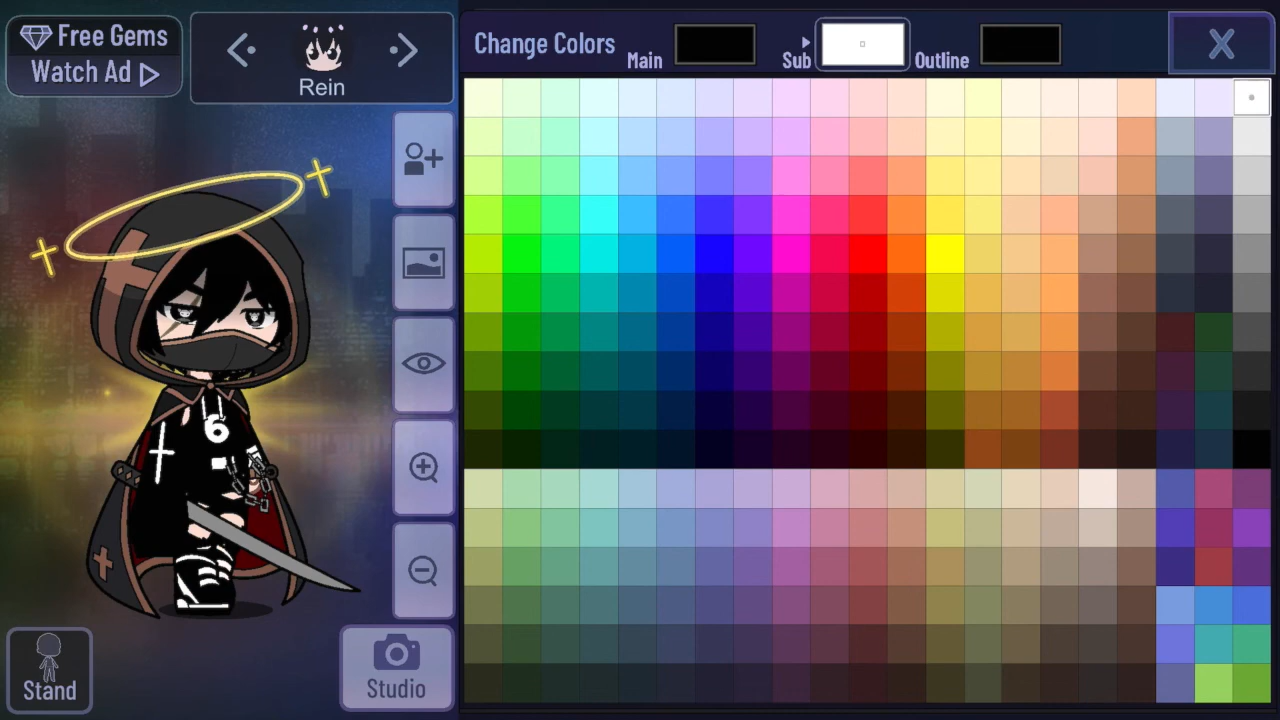 Free Gems
Watch Ad
Rein
Change Colors
Main
Sub
Outline
X
6
Stand
Studio